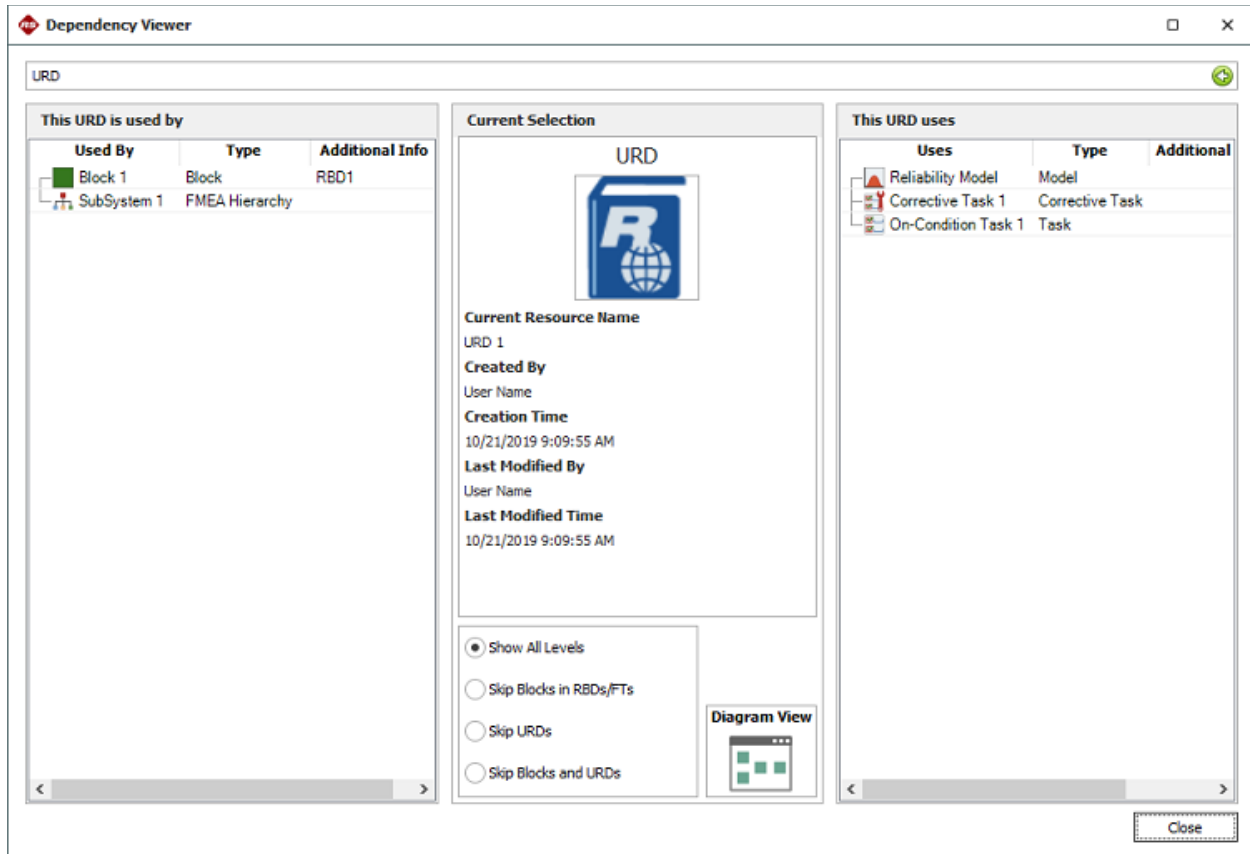 Dependency Viewer
URD
This URD is used by
Used By Type Additional Info
Block 1 Block RBD1
SubSystem 1 FMEA Hierarchy
Current Selection
URD
R
Current Resource Name
URD 1
Created By
User Name
Creation Time
10/21/2019 9:09:55 AM
Last Modified By
User Name
Last Modified Time
10/21/2019 9:09:55 AM
Show All Levels
Skip Blocks in RBDs/FTs
Skip URDs
Skip Blocks and URDs
Diagram View
This URD uses
Uses Type Additional
Reliability Model Model
Corrective Task 1 Corrective Task
On-Condition Task 1 Task
Close